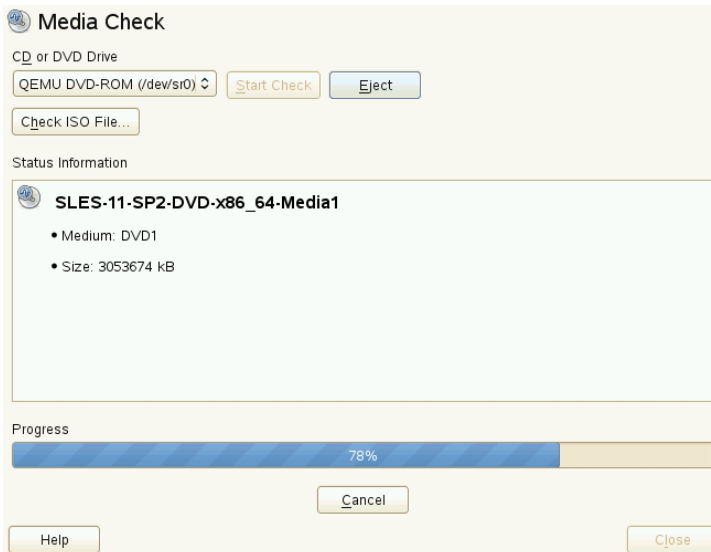 Media Check
CD or DVD Drive
QEMU DVD-ROM (/dev/sr0)
Start Check
Eject
Check ISO File...
Status Information
SLES-11-SP2-DVD-x86_64-Media1
• Medium: DVD1
• Size: 3053674 kB
Progress
78%
Cancel
Help
Close